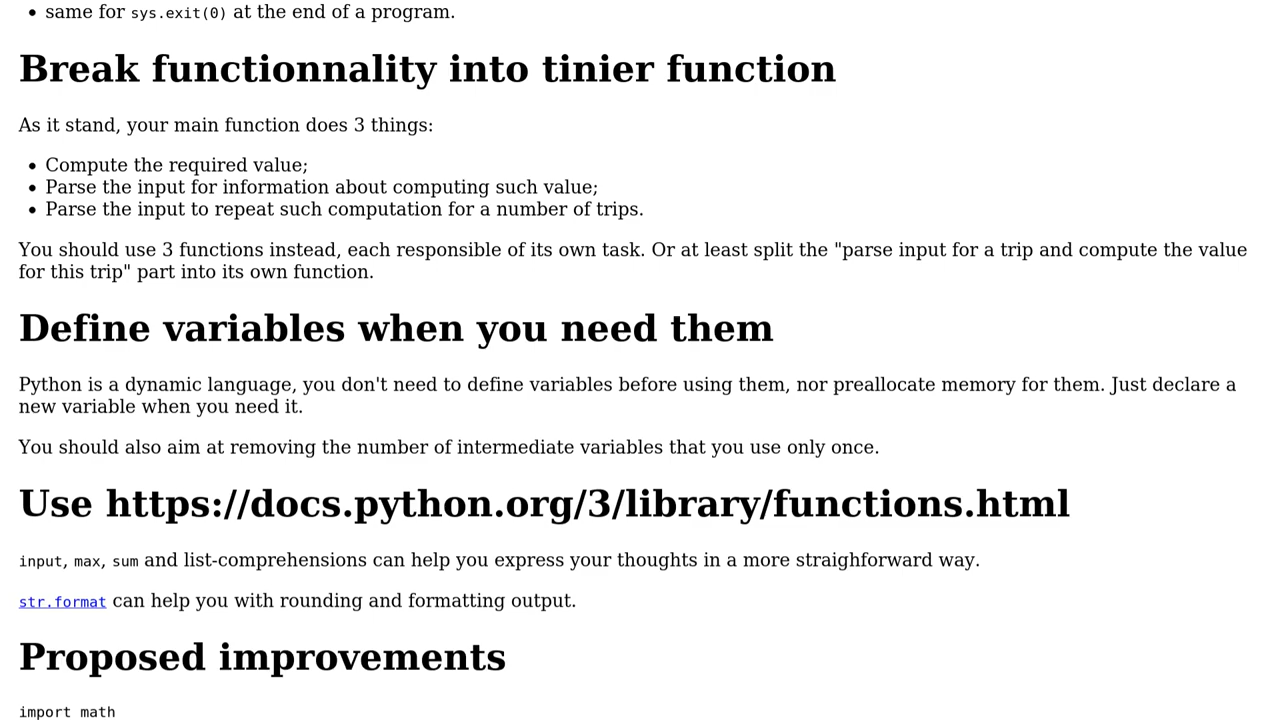 • same for sys.exit(0) at the end of a program.
Break functionnality into tinier function
As it stand, your main function does 3 things:
• Compute the required value;
• Parse the input for information about computing such value;
• Parse the input to repeat such computation for a number of trips.
You should use 3 functions instead, each responsible of its own task. Or at least split the "parse input for a trip and compute the value
for this trip" part into its own function.
Define variables when you need them
Python is a dynamic language, you don't need to define variables before using them, nor preallocate memory for them. Just declare a
new variable when you need it.
You should also aim at removing the number of intermediate variables that you use only once.
Use https://docs.python.org/3/library/functions.html
input, max, sum and list-comprehensions can help you express your thoughts in a more straighforward way.
str.format can help you with rounding and formatting output.
Proposed improvements
import math